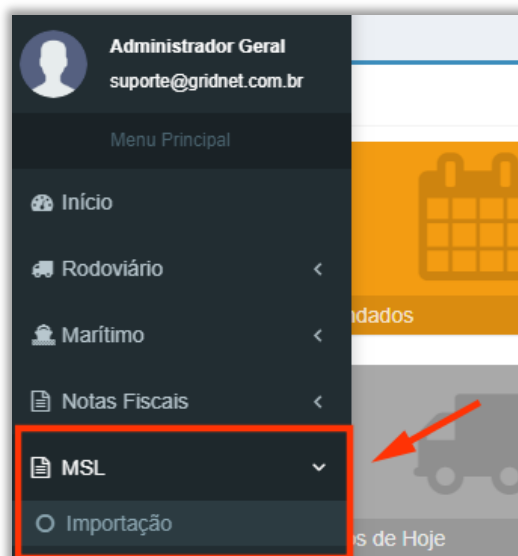 Administrador Geral
suporte@gridnet.com.br
Menu Principal
Início
Rodoviário
Marítimo
ndados
Notas Fiscais
MSL
Importação
os de Hoje